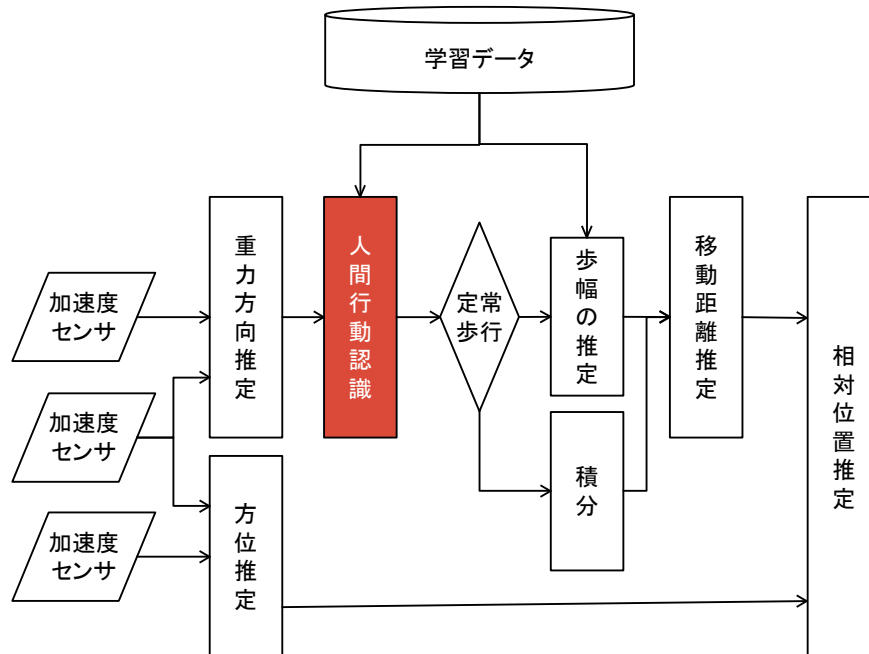 学習データ
加速度
センサ
加速度
センサ
加速度
センサ
重力方向推定
方位推定
人間行動認識
定常
歩行
歩幅の推定
積分
移動距離推定
相対位置推定